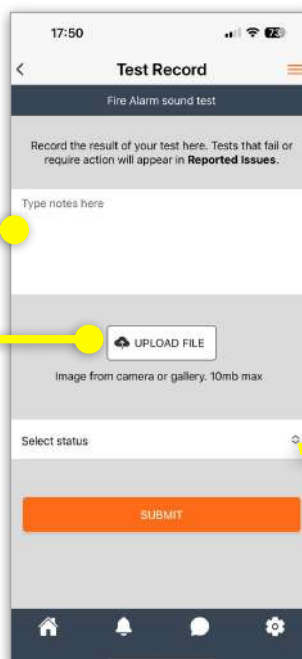 17:50
73
Test Record
Fire Alarm sound test
Record the result of your test here. Tests that fail or
require action will appear in Reported Issues.
Type notes here
UPLOAD FILE
Image from camera or gallery. 10mb max
Select status
SUBMIT